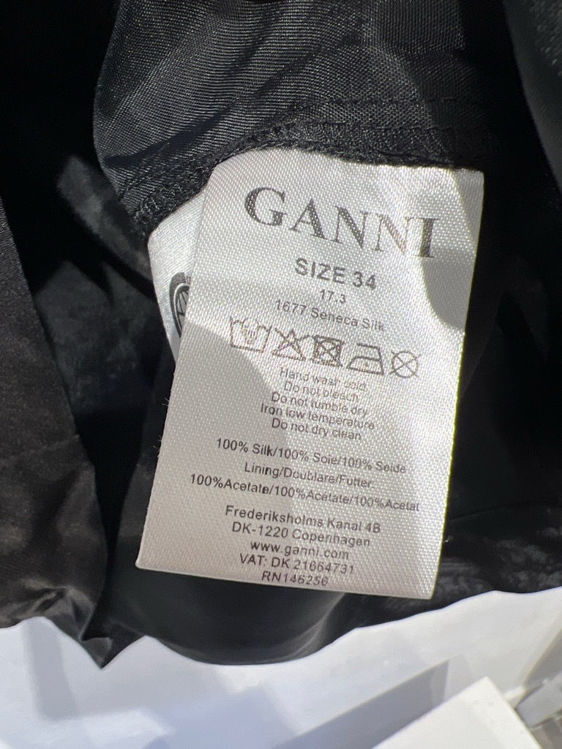 GANNI
SIZE 34
17.3
1677 Seneca Silk
Hand wash cold
Do not bleach
Do not tumble dry
Iron low temperature
Do not dry clean
100% Silk/100% Soie/100% Seide
Lining/Doublare/Futter
100%Acetate/100%Acetate/100%Acetat
Frederiksholms Kanal 4B
DK-1220 Copenhagen
www.ganni.com
VAT: DK 21664731
RN146256